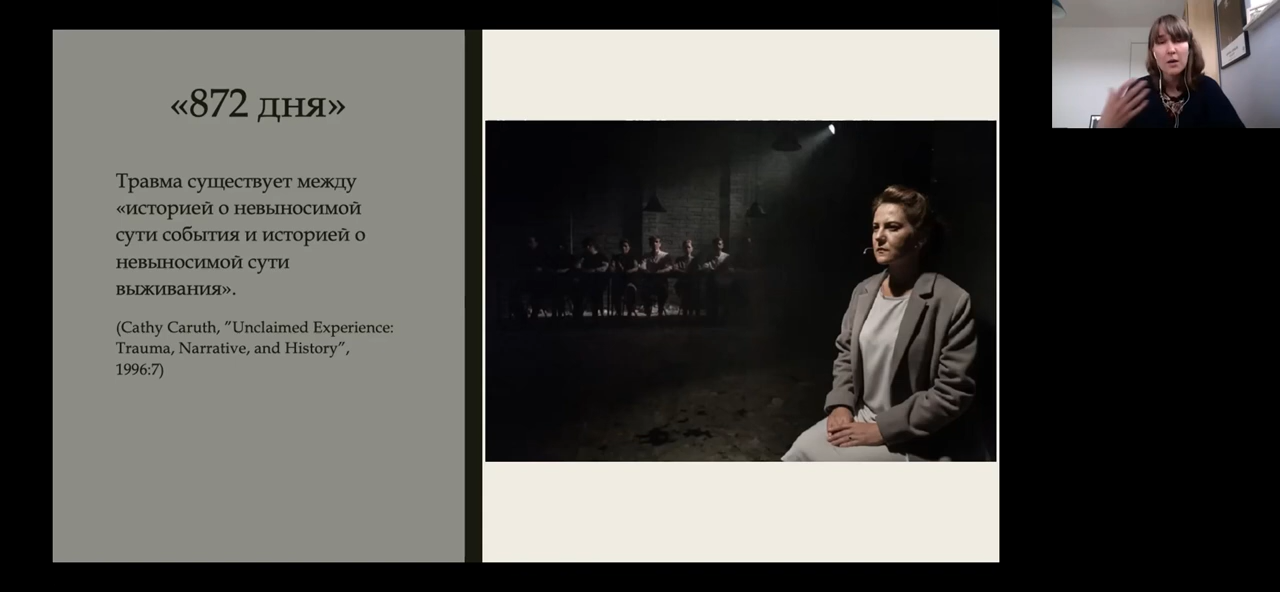 «872 дня»
Травма существует между
«историей о невыносимой
сути события и историей о
невыносимой сути
выживания».
(Cathy Caruth, ”Unclaimed Experience:
Trauma, Narrative, and History”,
1996:7)